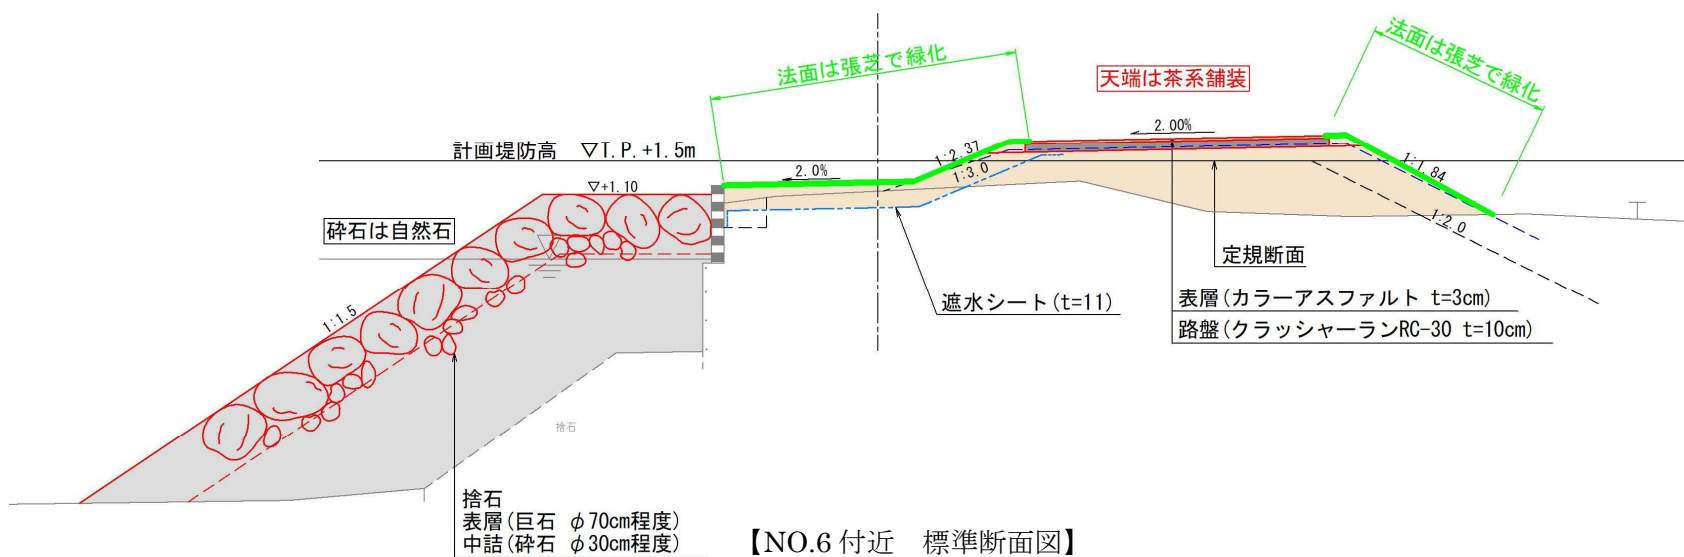 法面は張芝で緑化
法面は張芝で緑化
天端は茶系舗装
2.00%
計画堤防高 ▽T.P.+1.5m
1:2.37
1:3.0
2.0%
1:1.84
▽+1.10
1:2.0
砕石は自然石
定規断面
遮水シート(t=11)
表層(カラーアスファルト t=3cm)
路盤(クラッシャーランRC-30 t=10cm)
1:1.5
捨石
捨石
表層(巨石 φ70cm程度)
中詰(砕石 φ30cm程度)
【NO.6付近 標準断面図】